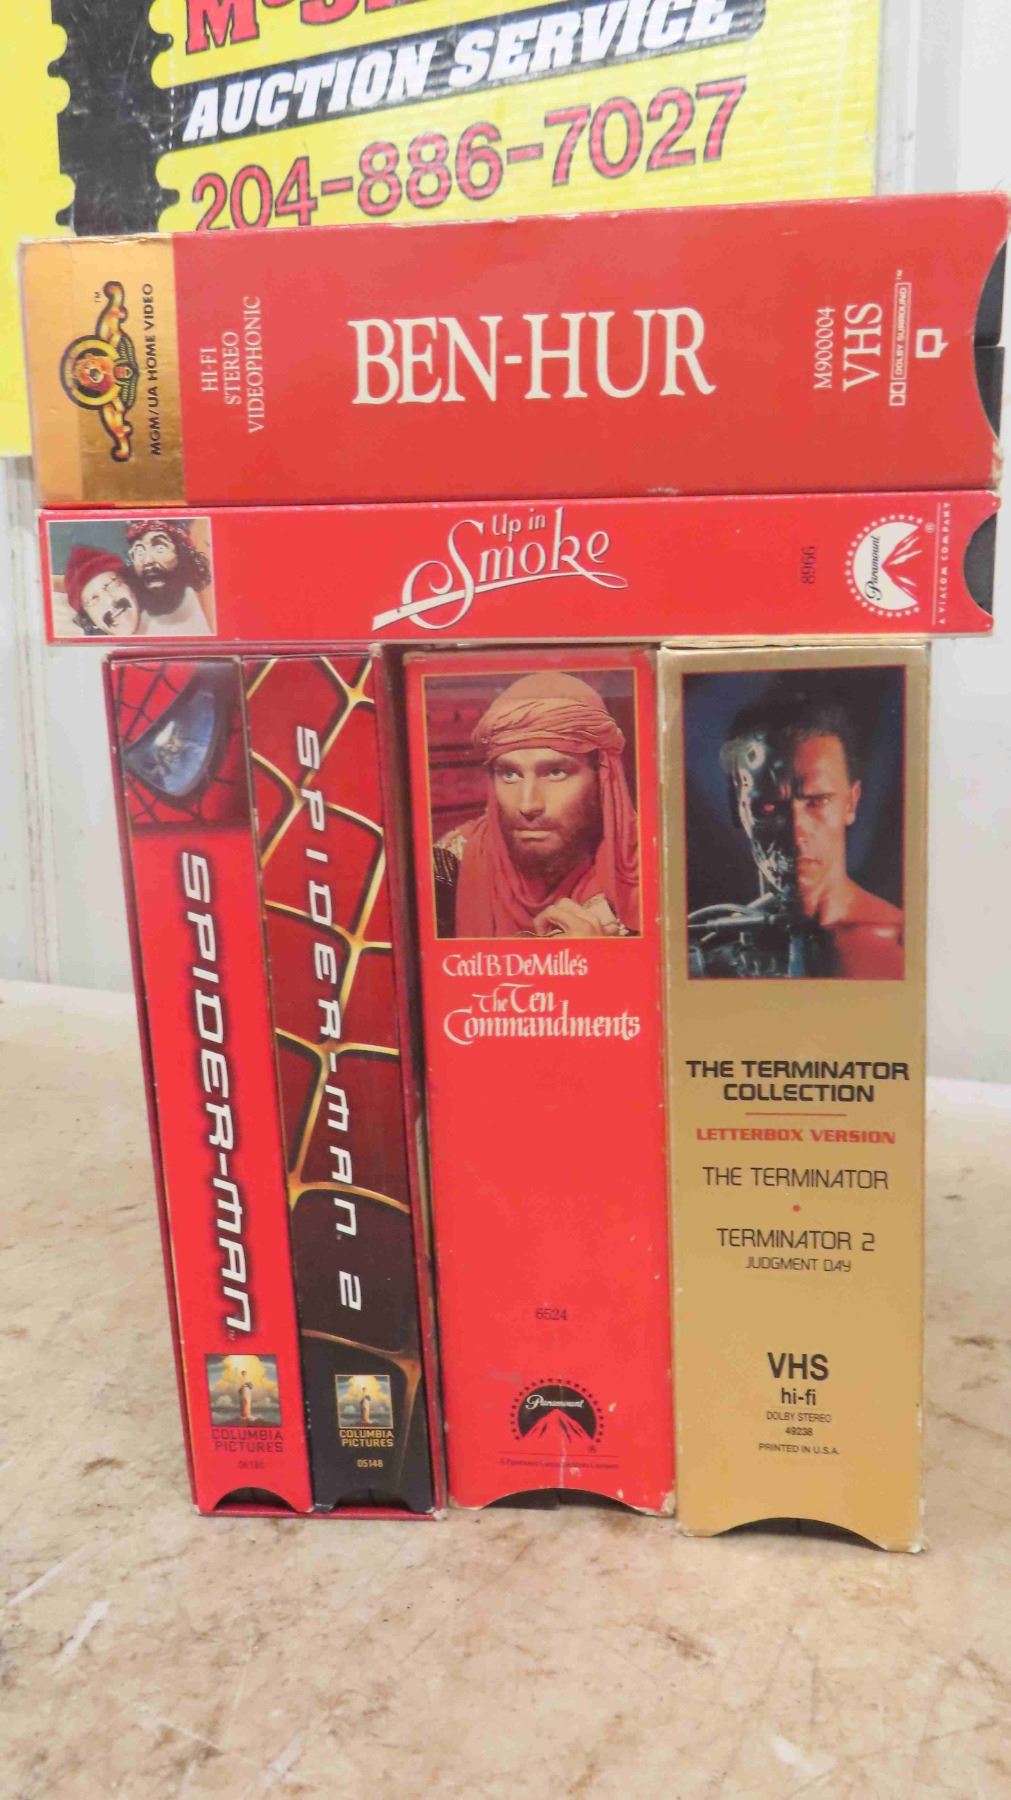 AUCTION SERVICE
204-886-7027
TM
MGM/UA HOME VIDEO
HI-FI
STEREO
VIDEOPHONIC
BEN-HUR
M900004
VHS
DOLBY SURROUND
TM
Up in
Smoke
8966
Paramount
®
A VIACOM COMPANY
SPIDER-MAN
COLUMBIA
PICTURES
SPIDER-MAN 2
COLUMBIA
PICTURES
05148
Cecil B. DeMille's
The Ten
Commandments
6524
Paramount
®
THE TERMINATOR
COLLECTION
LETTERBOX VERSION
THE TERMINATOR
•
TERMINATOR 2
JUDGMENT DAY
VHS
hi-fi
DOLBY STEREO
49238
PRINTED IN U.S.A.